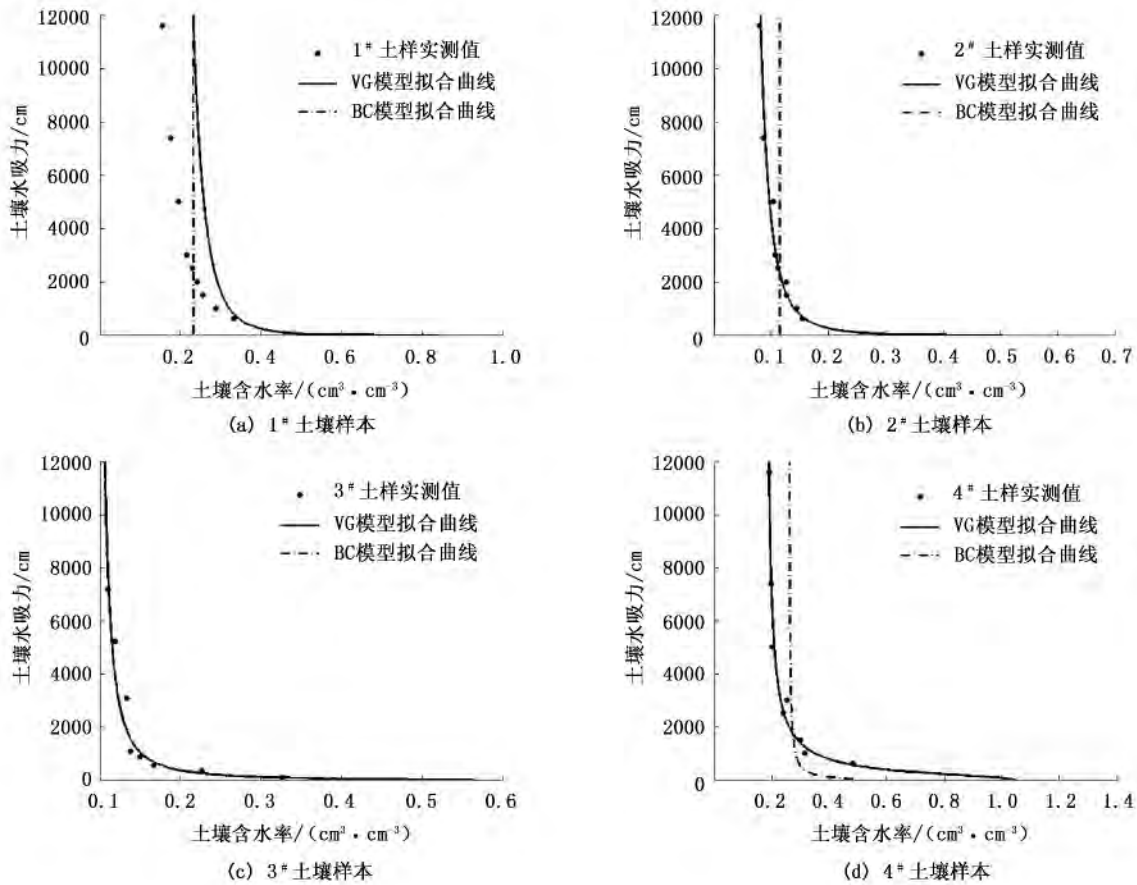 12000
10000
8000
6000
4000
2000
0
土壤水吸力/cm
1# 土样实测值
VG模型拟合曲线
BC模型拟合曲线
0.2 0.4 0.6 0.8 1.0
土壤含水率/(cm³·cm⁻³)
(a) 1# 土壤样本
12000
10000
8000
6000
4000
2000
0
土壤水吸力/cm
2# 土样实测值
VG模型拟合曲线
BC模型拟合曲线
0.1 0.2 0.3 0.4 0.5 0.6 0.7
土壤含水率/(cm³·cm⁻³)
(b) 2# 土壤样本
12000
10000
8000
6000
4000
2000
0
土壤水吸力/cm
3# 土样实测值
VG模型拟合曲线
BC模型拟合曲线
0.1 0.2 0.3 0.4 0.5 0.6
土壤含水率/(cm³·cm⁻³)
(c) 3# 土壤样本
12000
10000
8000
6000
4000
2000
0
土壤水吸力/cm
4# 土样实测值
VG模型拟合曲线
BC模型拟合曲线
0.2 0.4 0.6 0.8 1.0 1.2 1.4
土壤含水率/(cm³·cm⁻³)
(d) 4# 土壤样本